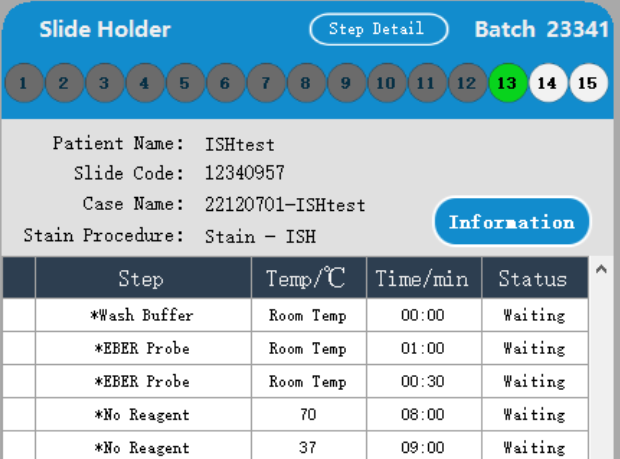 Slide Holder Step Detail Batch 23341
1 2 3 4 5 6 7 8 9 10 11 12 13 14 15
Patient Name: ISHtest
Slide Code: 12340957
Case Name: 22120701-ISHtest
Information
Stain Procedure: Stain - ISH
Step Temp/℃ Time/min Status
*Wash Buffer Room Temp 00:00 Waiting
*EBER Probe Room Temp 01:00 Waiting
*EBER Probe Room Temp 00:30 Waiting
*No Reagent 70 08:00 Waiting
*No Reagent 37 09:00 Waiting